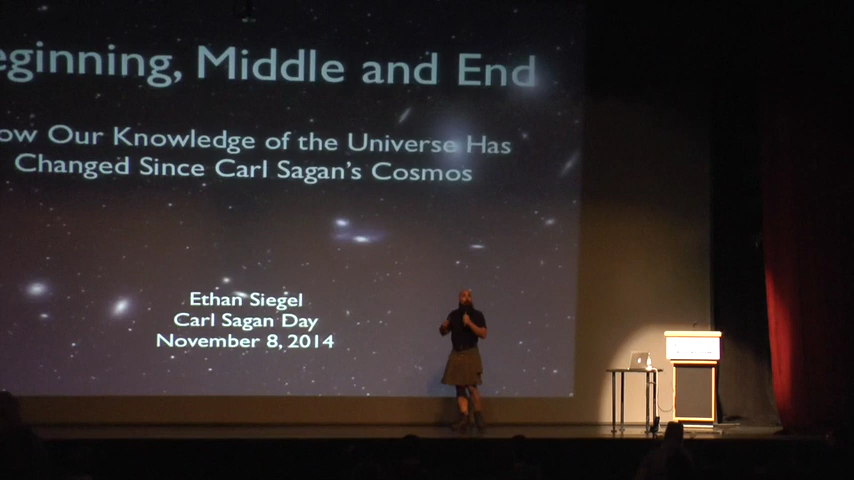 eginning, Middle and End
ow Our Knowledge of the Universe Has
Changed Since Carl Sagan's Cosmos
Ethan Siegel
Carl Sagan Day
November 8, 2014